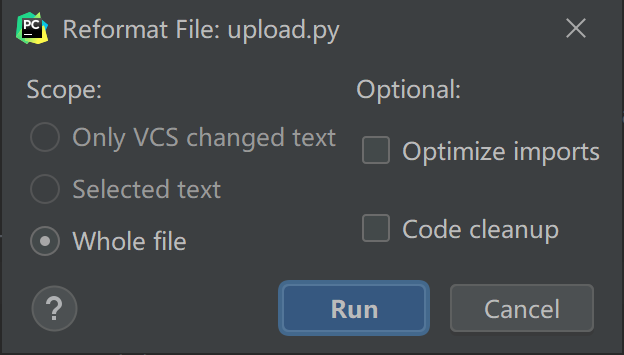 PC
Reformat File: upload.py
Scope:
Optional:
Only VCS changed text
Optimize imports
Selected text
Whole file
Code cleanup
?
Run
Cancel